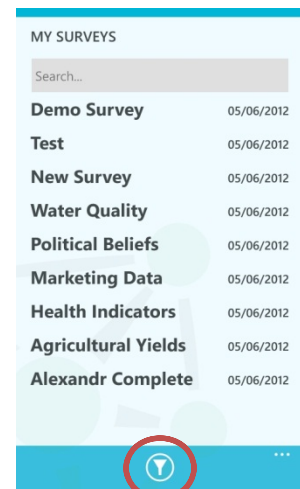 MY SURVEYS
Search...
Demo Survey 05/06/2012
Test 05/06/2012
New Survey 05/06/2012
Water Quality 05/06/2012
Political Beliefs 05/06/2012
Marketing Data 05/06/2012
Health Indicators 05/06/2012
Agricultural Yields 05/06/2012
Alexandr Complete 05/06/2012
...